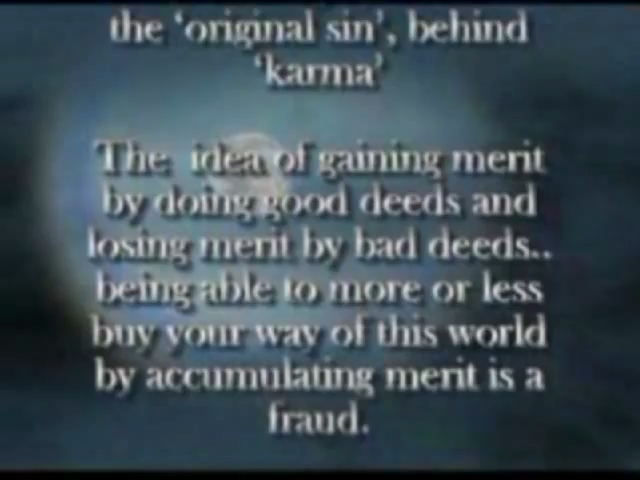 the 'original sin', behind
'karma'
The idea of gaining merit
by doing good deeds and
losing merit by bad deeds..
being able to more or less
buy your way of this world
by accumulating merit is a
fraud.